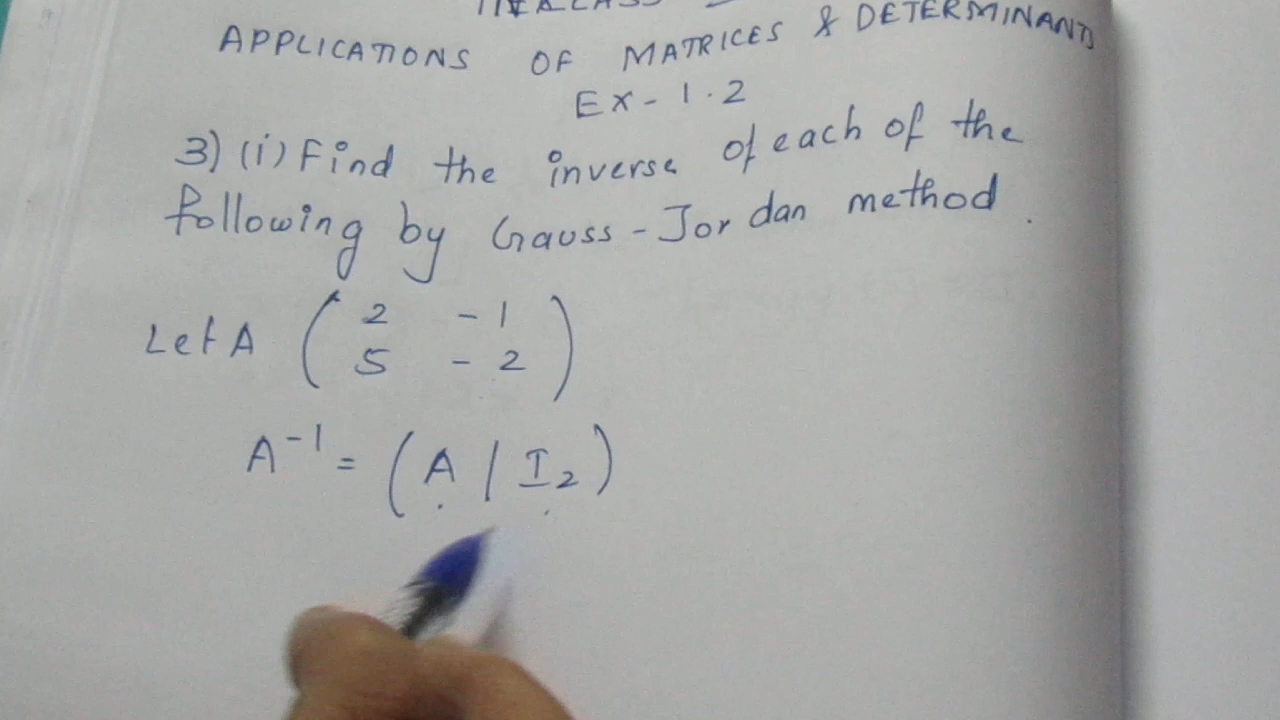 APPLICATIONS OF MATRICES & DETERMINANTS
EX - 1.2
3) (i) Find the inverse of each of the
following by Gauss - Jordan method.
Let A ( 2 -1
5 -2 )
A⁻¹ = ( A / I₂ )